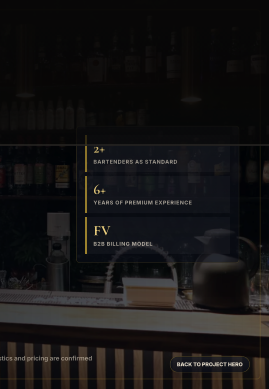 2+
BARTENDERS AS STANDARD
6+
YEARS OF PREMIUM EXPERIENCE
FV
B2B BILLING MODEL
stics and pricing are confirmed
BACK TO PROJECT HERO